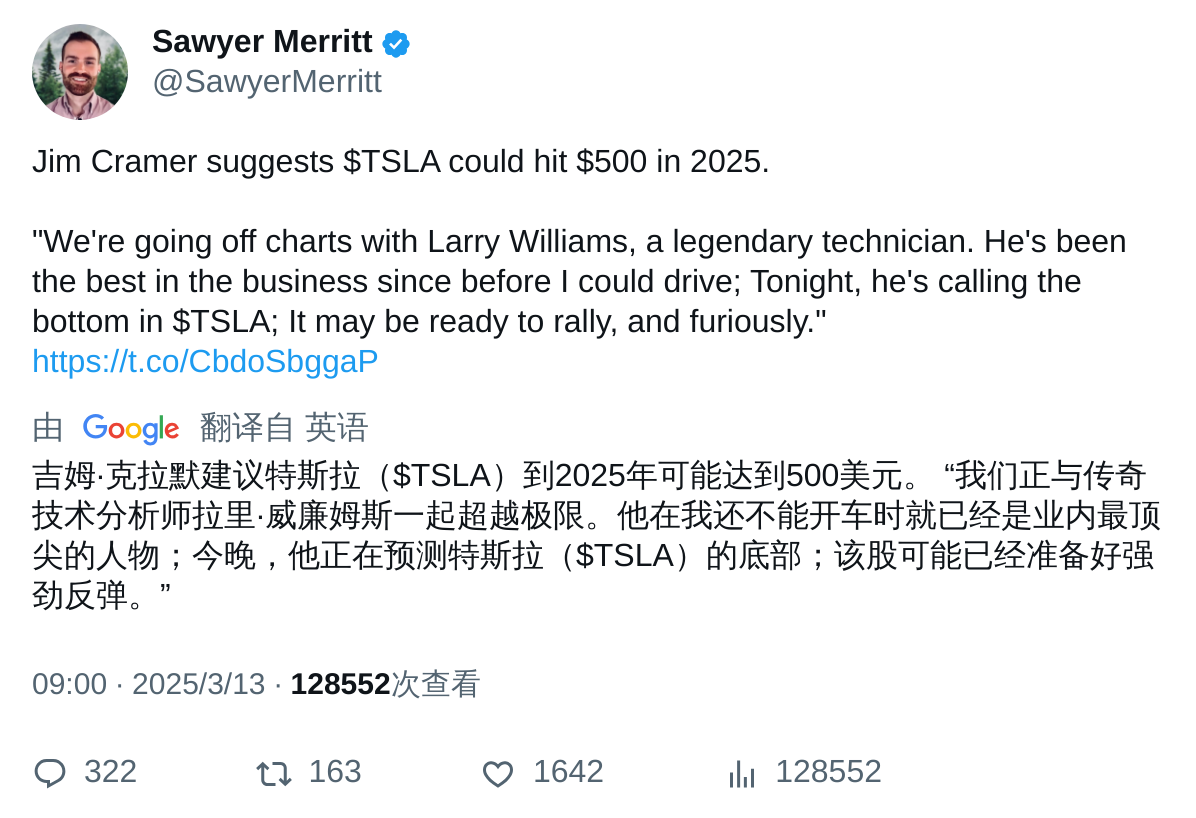 Sawyer Merritt
@SawyerMerritt
Jim Cramer suggests $TSLA could hit $500 in 2025.
"We're going off charts with Larry Williams, a legendary technician. He's been
the best in the business since before I could drive; Tonight, he's calling the
bottom in $TSLA; It may be ready to rally, and furiously."
https://t.co/CbdoSbggaP
由 Google 翻译自 英语
吉姆·克拉默建议特斯拉（$TSLA）到2025年可能达到500美元。 “我们正与传奇
技术分析师拉里·威廉姆斯一起超越极限。他在我还不能开车时就已经是业内最顶
尖的人物；今晚，他正在预测特斯拉（$TSLA）的底部；该股可能已经准备好强
劲反弹。”
09:00 · 2025/3/13 · 128552次查看
322 163 1642 128552